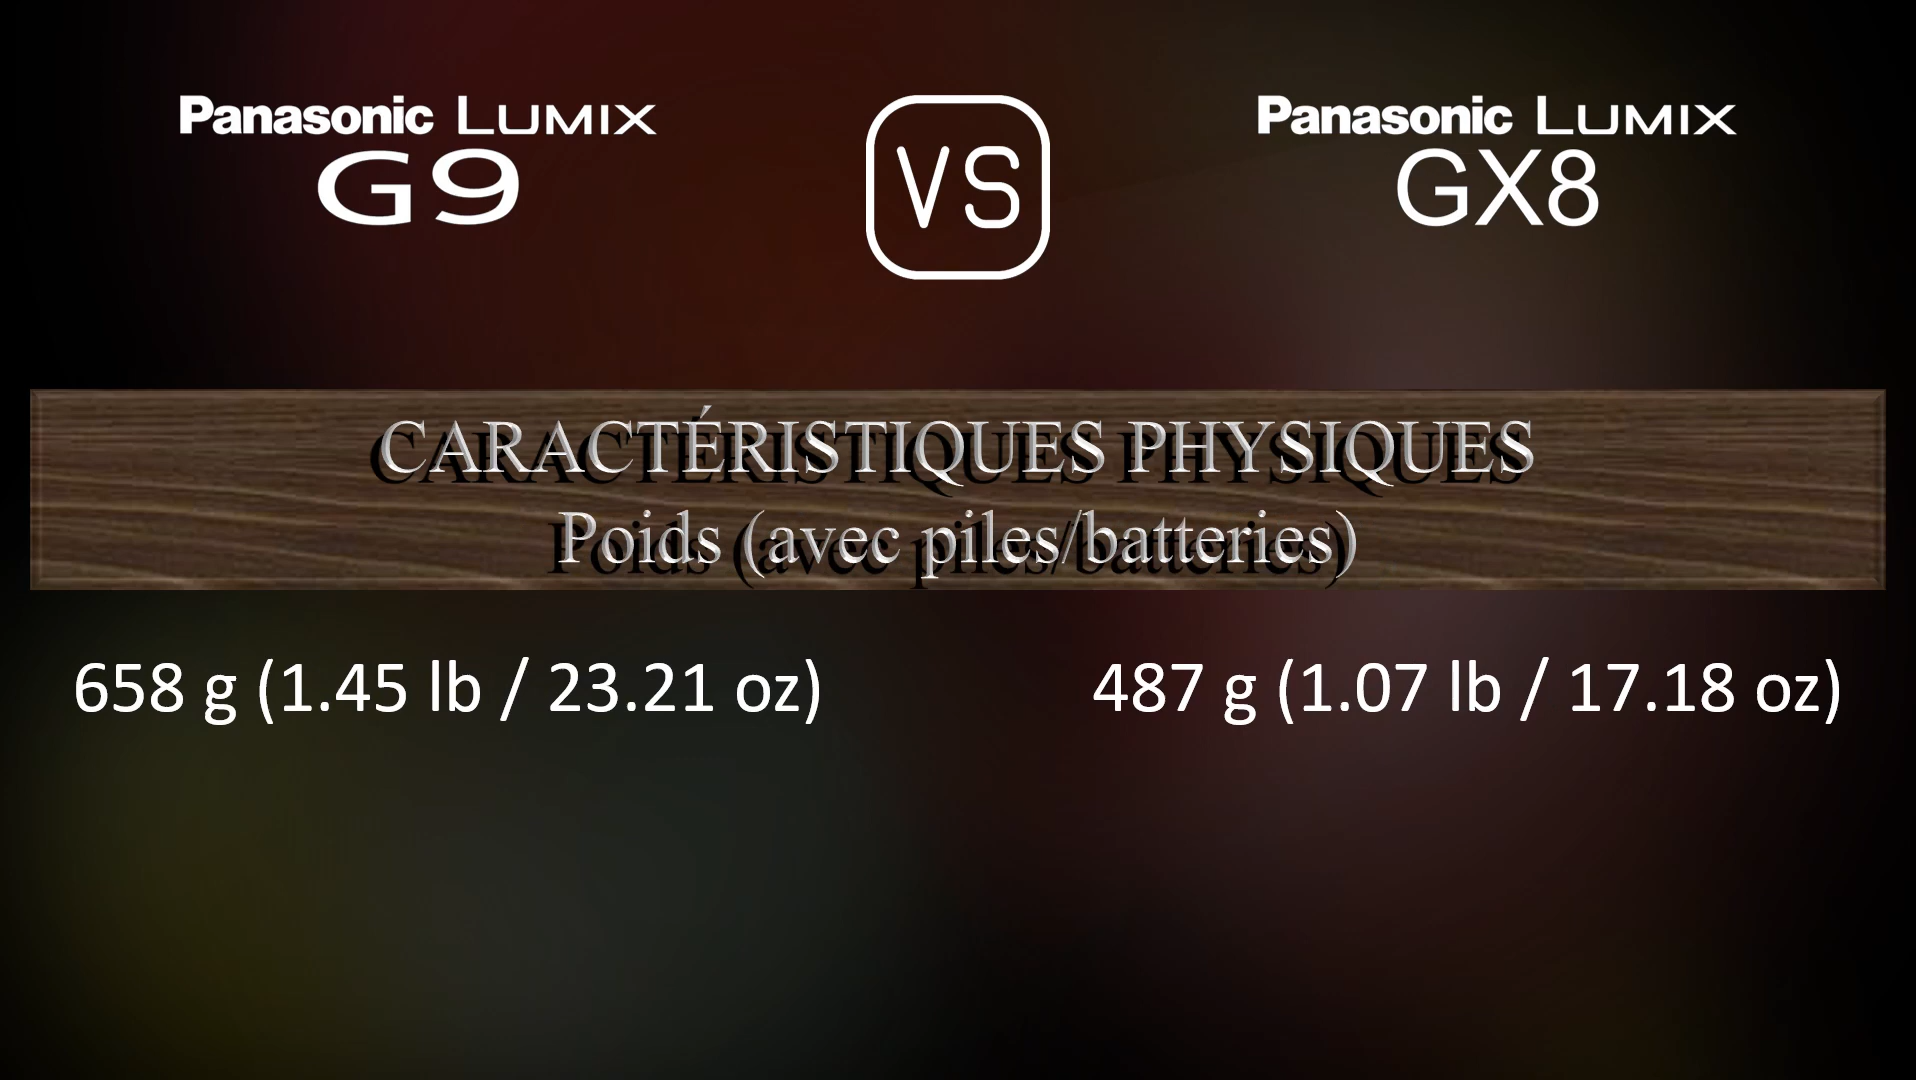 Panasonic LUMIX
G9
VS
Panasonic LUMIX
GX8
CARACTÉRISTIQUES PHYSIQUES
Poids (avec piles/batteries)
658 g (1.45 lb / 23.21 oz)
487 g (1.07 lb / 17.18 oz)